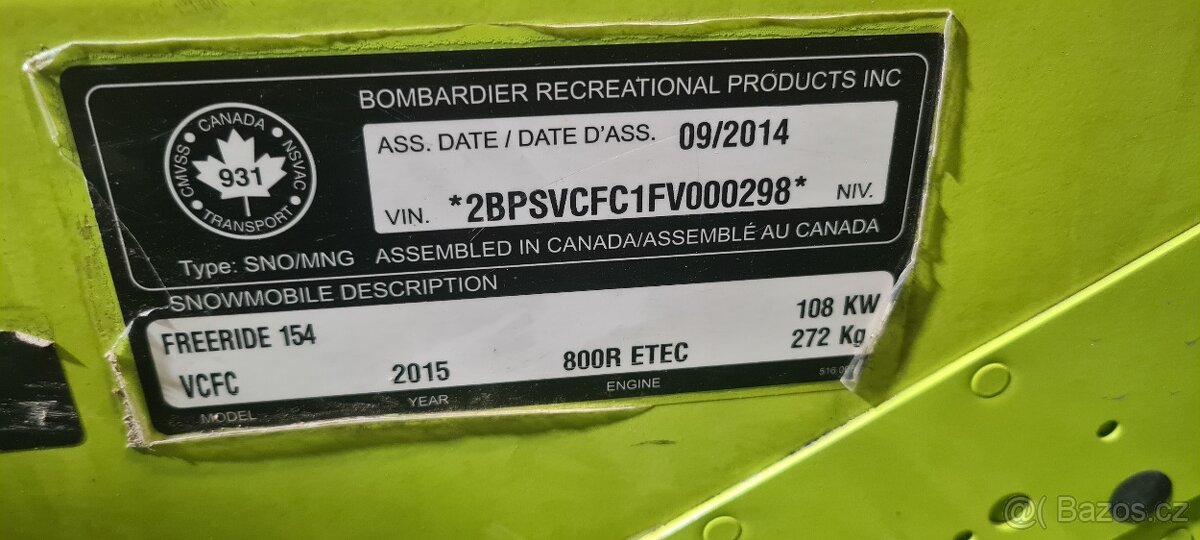 BOMBARDIER RECREATIONAL PRODUCTS INC
CANADA
CMVSS
NSVAC
931
TRANSPORT
ASS. DATE / DATE D'ASS. 09/2014
VIN. *2BPSVCFC1FV000298* NIV.
Type: SNO/MNG ASSEMBLED IN CANADA/ASSEMBLÉ AU CANADA
SNOWMOBILE DESCRIPTION
FREERIDE 154 108 KW
VCFC 2015 800R ETEC 272 Kg
MODEL YEAR ENGINE
Bazoš.cz